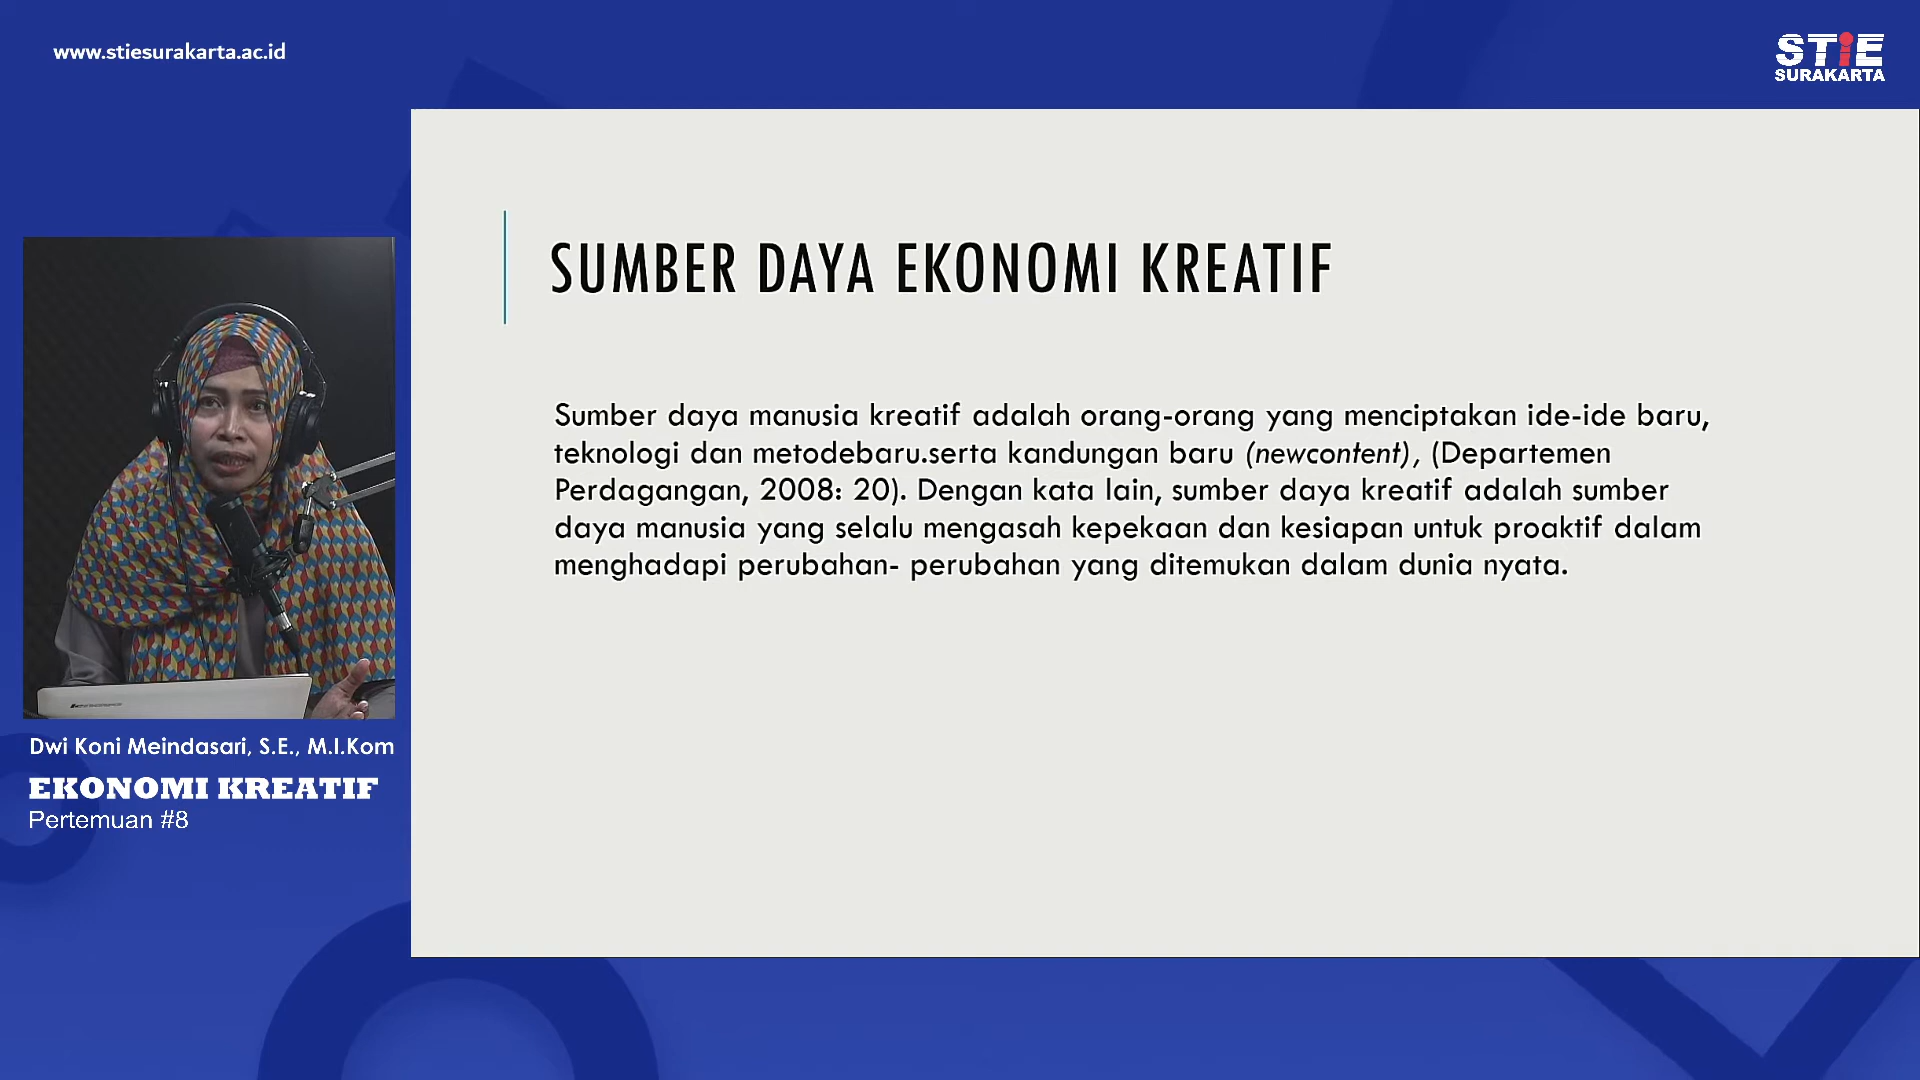 www.stiesurakarta.ac.id
STiE
SURAKARTA
SUMBER DAYA EKONOMI KREATIF
Sumber daya manusia kreatif adalah orang-orang yang menciptakan ide-ide baru,
teknologi dan metodebaru.serta kandungan baru (newcontent), (Departemen
Perdagangan, 2008: 20). Dengan kata lain, sumber daya kreatif adalah sumber
daya manusia yang selalu mengasah kepekaan dan kesiapan untuk proaktif dalam
menghadapi perubahan- perubahan yang ditemukan dalam dunia nyata.
Dwi Koni Meindasari, S.E., M.I.Kom
EKONOMI KREATIF
Pertemuan #8